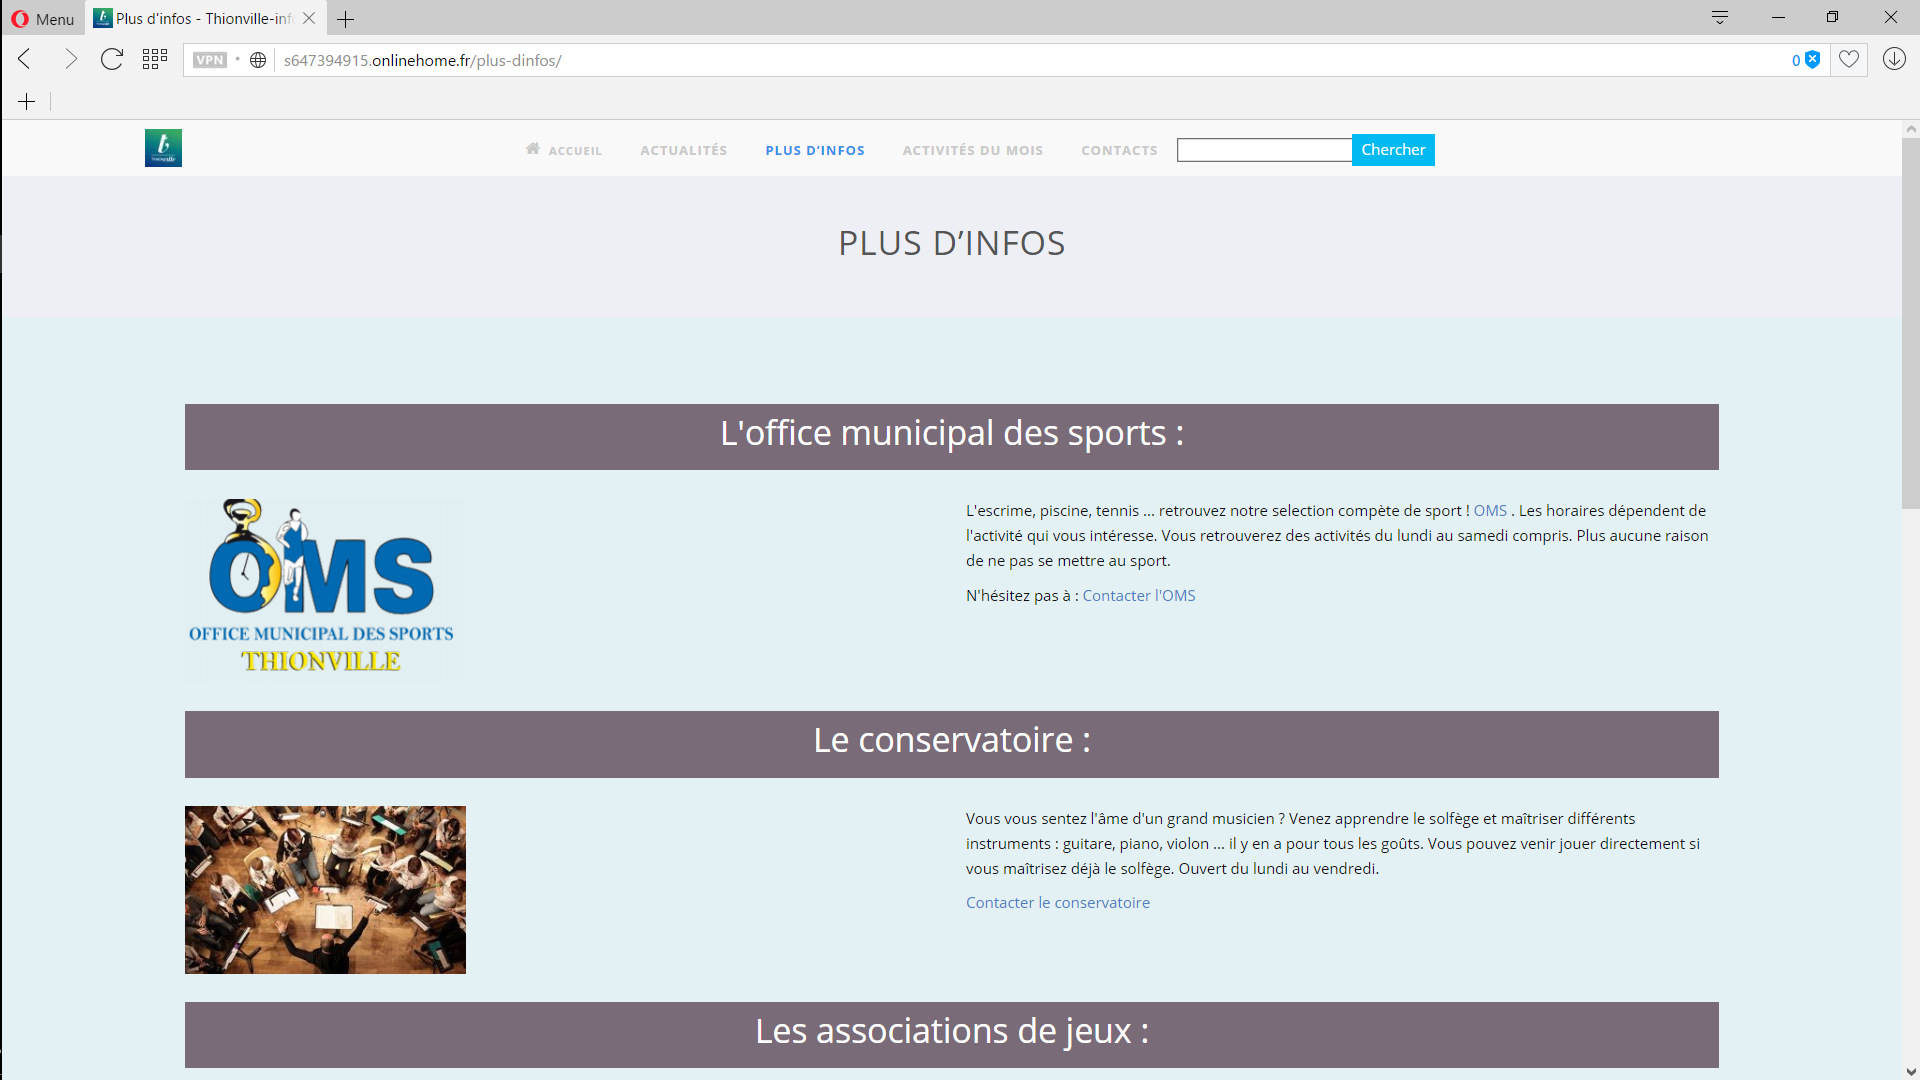 Menu
Plus d'infos - Thionville-inf
VPN
s647394915.onlinehome.fr/plus-dinfos/
0
ACCUEIL
ACTUALITÉS
PLUS D’INFOS
ACTIVITÉS DU MOIS
CONTACTS
Chercher
PLUS D’INFOS
L'office municipal des sports :
OMS
OFFICE MUNICIPAL DES SPORTS
THIONVILLE
L'escrime, piscine, tennis ... retrouvez notre selection compète de sport ! OMS . Les horaires dépendent de
l'activité qui vous intéresse. Vous retrouverez des activités du lundi au samedi compris. Plus aucune raison
de ne pas se mettre au sport.
N'hésitez pas à : Contacter l'OMS
Le conservatoire :
Vous vous sentez l'âme d'un grand musicien ? Venez apprendre le solfège et maîtriser différents
instruments : guitare, piano, violon ... il y en a pour tous les goûts. Vous pouvez venir jouer directement si
vous maîtrisez déjà le solfège. Ouvert du lundi au vendredi.
Contacter le conservatoire
Les associations de jeux :